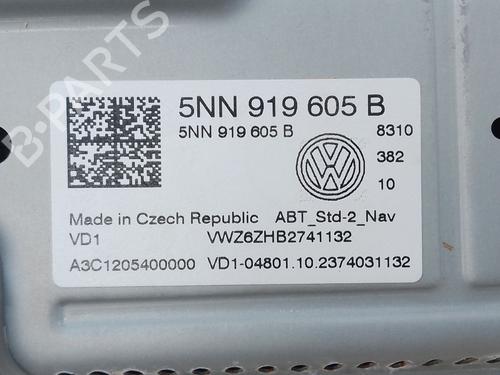 B-PARTS
5NN 919 605 B
5NN 919 605 B
8310
382
10
Made in Czech Republic ABT_Std-2_Nav
VD1 VWZ6ZHB2741132
A3C1205400000 VD1-04801.10.2374031132